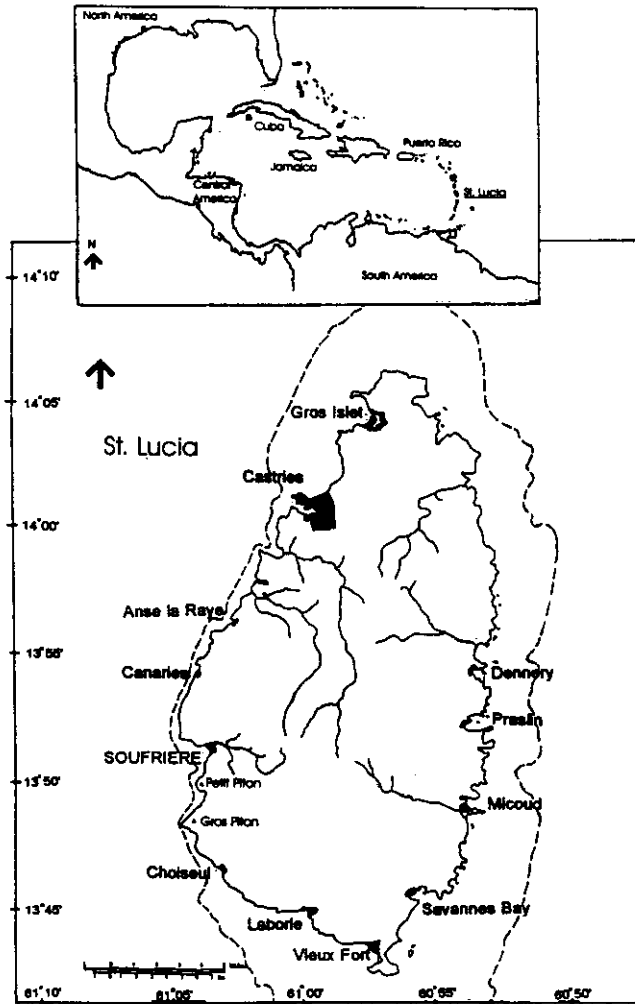 North America
Cuba
Jamaica
Puerto Rico
St. Lucia
Central
America
South America
N
14°10'
14°05'
14°00'
13°55'
13°50'
13°45'
St. Lucia
Gros Islet
Castries
Anse la Raye
Canaries
Dennery
Praslin
SOUFRIERE
Petit Piton
Gros Piton
Micoud
Choiseul
Savannes Bay
Laborie
Vieux Fort
61°10'
61°05'
61°00'
60°55'
60°50'